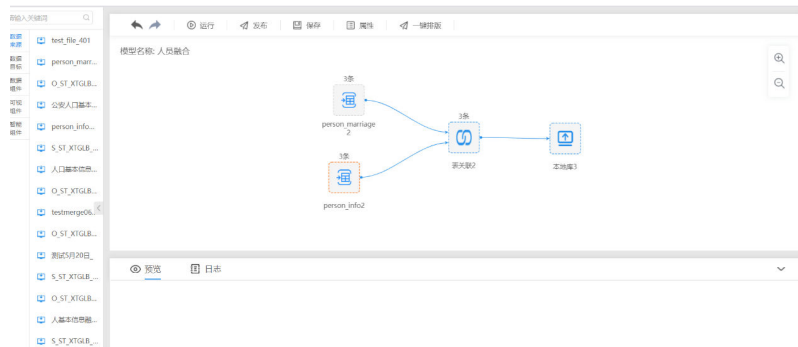 请输入关键词
运行
发布
保存
属性
一键排版
数据来源
数据目标
数据组件
可视组件
智能组件
test_file_401
person_marr...
O_ST_XTGLB...
公安人口基本...
person_info...
S_ST_XTGLB_...
人口基本信息...
O_ST_XTGLB...
testmerge06...
O_ST_XTGLB...
测试5月20日_
S_ST_XTGLB_...
O_ST_XTGLB...
人基本信息融...
S_ST_XTGLB_...
模型名称: 人员融合
3条
person_marriage
2
3条
person_info2
3条
表关联2
本地库3
预览
日志